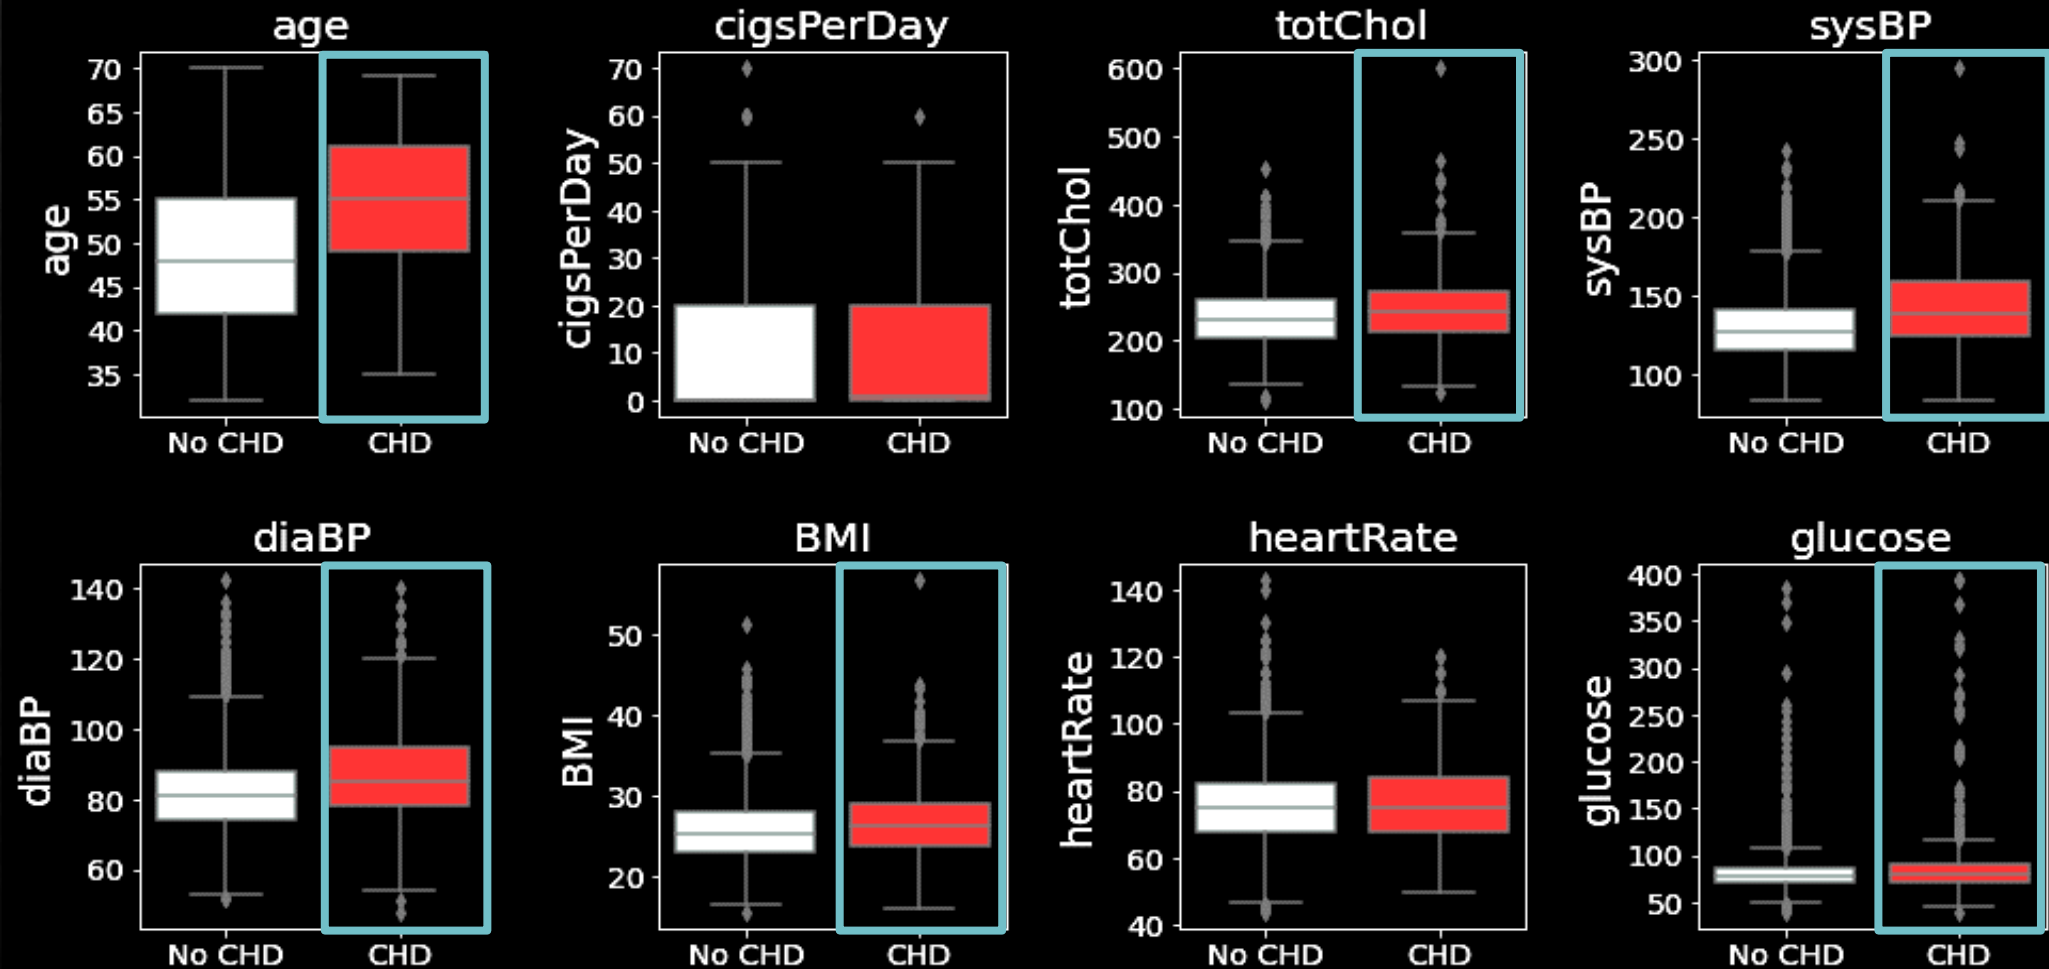 age
cigsPerDay
totChol
sysBP
70
65
60
55
50
45
40
35
age
No CHD
CHD
70
60
50
40
30
20
10
0
cigsPerDay
No CHD
CHD
600
500
400
300
200
100
totChol
No CHD
CHD
300
250
200
150
100
sysBP
No CHD
CHD
diaBP
BMI
heartRate
glucose
140
120
100
80
60
diaBP
No CHD
CHD
50
40
30
20
BMI
No CHD
CHD
140
120
100
80
60
40
heartRate
No CHD
CHD
400
350
300
250
200
150
100
50
glucose
No CHD
CHD